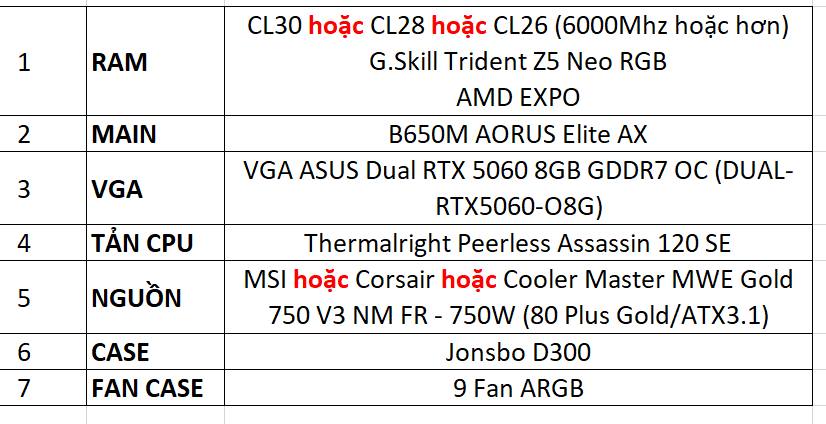 1 RAM CL30 hoặc CL28 hoặc CL26 (6000Mhz hoặc hơn)
G.Skill Trident Z5 Neo RGB
AMD EXPO
2 MAIN B650M AORUS Elite AX
3 VGA VGA ASUS Dual RTX 5060 8GB GDDR7 OC (DUAL-
RTX5060-O8G)
4 TẢN CPU Thermalright Peerless Assassin 120 SE
5 NGUỒN MSI hoặc Corsair hoặc Cooler Master MWE Gold
750 V3 NM FR - 750W (80 Plus Gold/ATX3.1)
6 CASE Jonsbo D300
7 FAN CASE 9 Fan ARGB